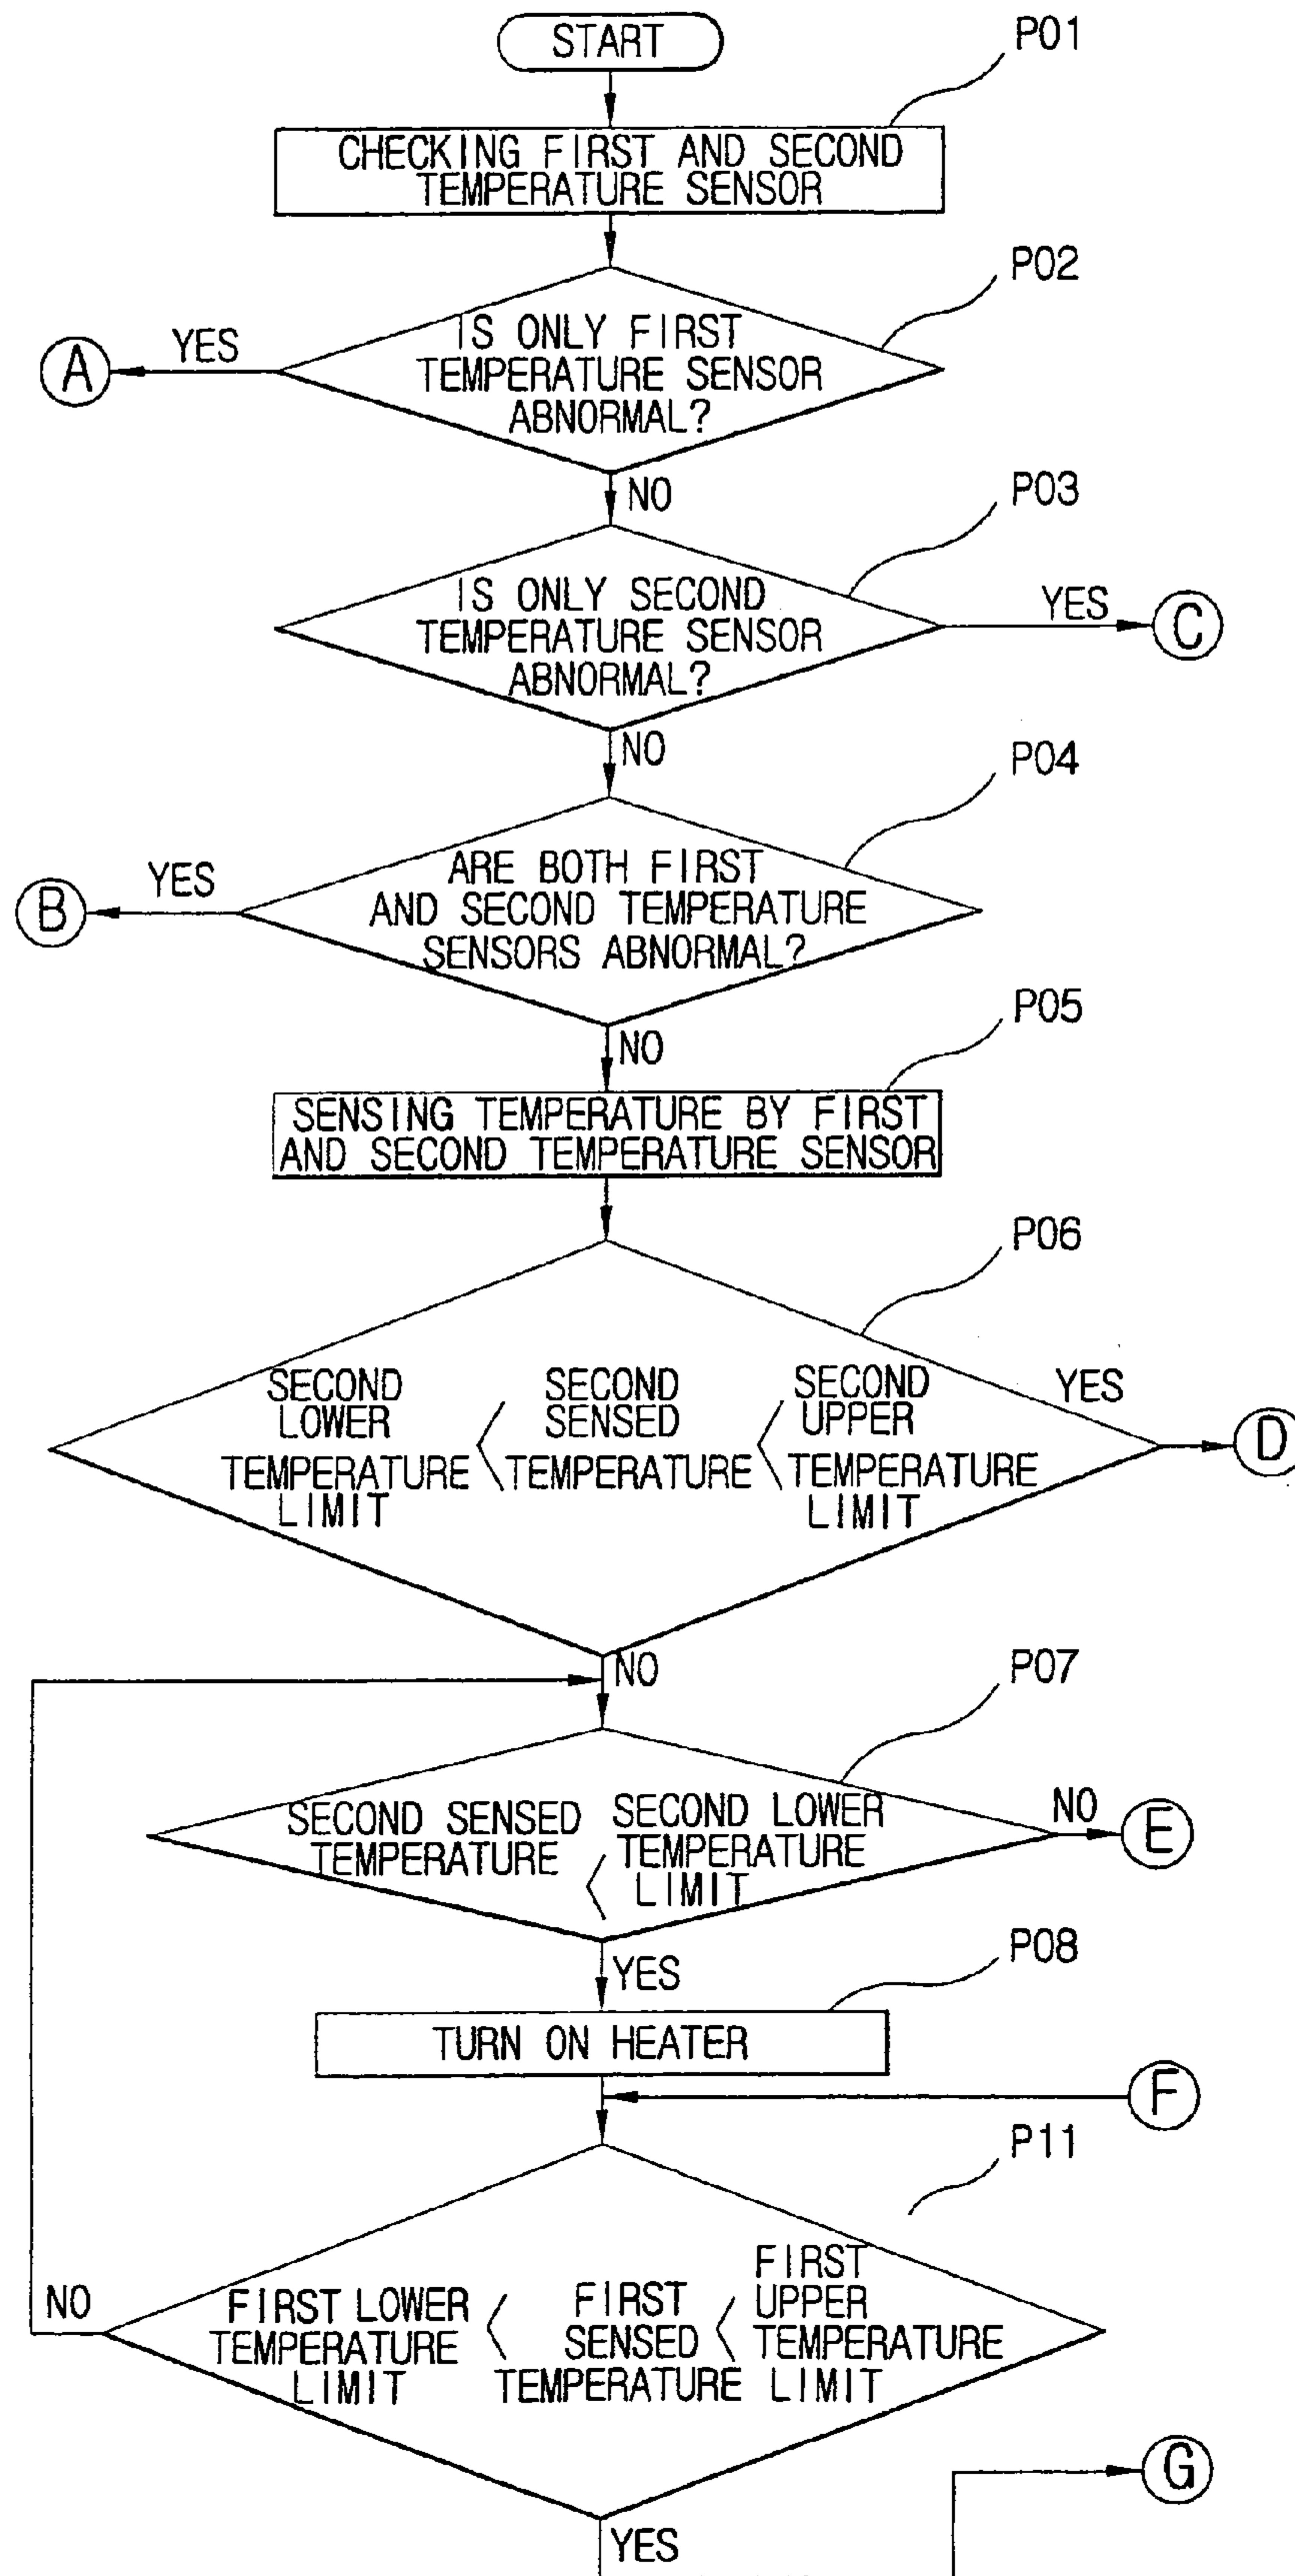 START
P01
CHECKING FIRST AND SECOND
TEMPERATURE SENSOR
P02
A
YES
IS ONLY FIRST
TEMPERATURE SENSOR
ABNORMAL?
NO
P03
IS ONLY SECOND
TEMPERATURE SENSOR
ABNORMAL?
YES
C
NO
P04
B
YES
ARE BOTH FIRST
AND SECOND TEMPERATURE
SENSORS ABNORMAL?
NO
P05
SENSING TEMPERATURE BY FIRST
AND SECOND TEMPERATURE SENSOR
P06
SECOND
LOWER
TEMPERATURE
LIMIT
<
SECOND
SENSED
TEMPERATURE
<
SECOND
UPPER
TEMPERATURE
LIMIT
YES
D
NO
P07
SECOND SENSED
TEMPERATURE
<
SECOND LOWER
TEMPERATURE
LIMIT
NO
E
YES
P08
TURN ON HEATER
F
P11
NO
FIRST LOWER
TEMPERATURE
LIMIT
<
FIRST
SENSED
TEMPERATURE
<
FIRST
UPPER
TEMPERATURE
LIMIT
G
YES